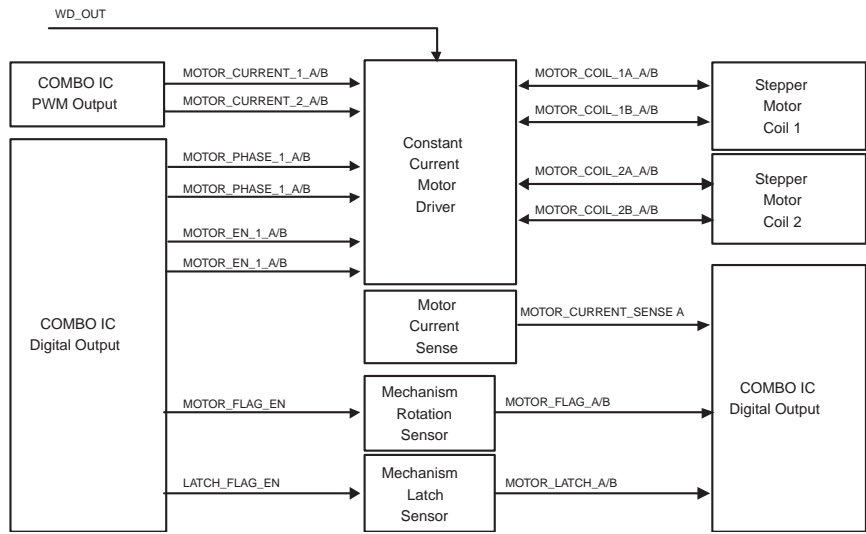 WD_OUT
COMBO IC
PWM Output
MOTOR_CURRENT_1_A/B
MOTOR_CURRENT_2_A/B
Constant
Current
Motor
Driver
MOTOR_COIL_1A_A/B
MOTOR_COIL_1B_A/B
Stepper
Motor
Coil 1
MOTOR_PHASE_1_A/B
MOTOR_PHASE_1_A/B
MOTOR_EN_1_A/B
MOTOR_EN_1_A/B
MOTOR_COIL_2A_A/B
MOTOR_COIL_2B_A/B
Stepper
Motor
Coil 2
COMBO IC
Digital Output
Motor
Current
Sense
MOTOR_CURRENT_SENSE A
COMBO IC
Digital Output
MOTOR_FLAG_EN
Mechanism
Rotation
Sensor
MOTOR_FLAG_A/B
LATCH_FLAG_EN
Mechanism
Latch
Sensor
MOTOR_LATCH_A/B